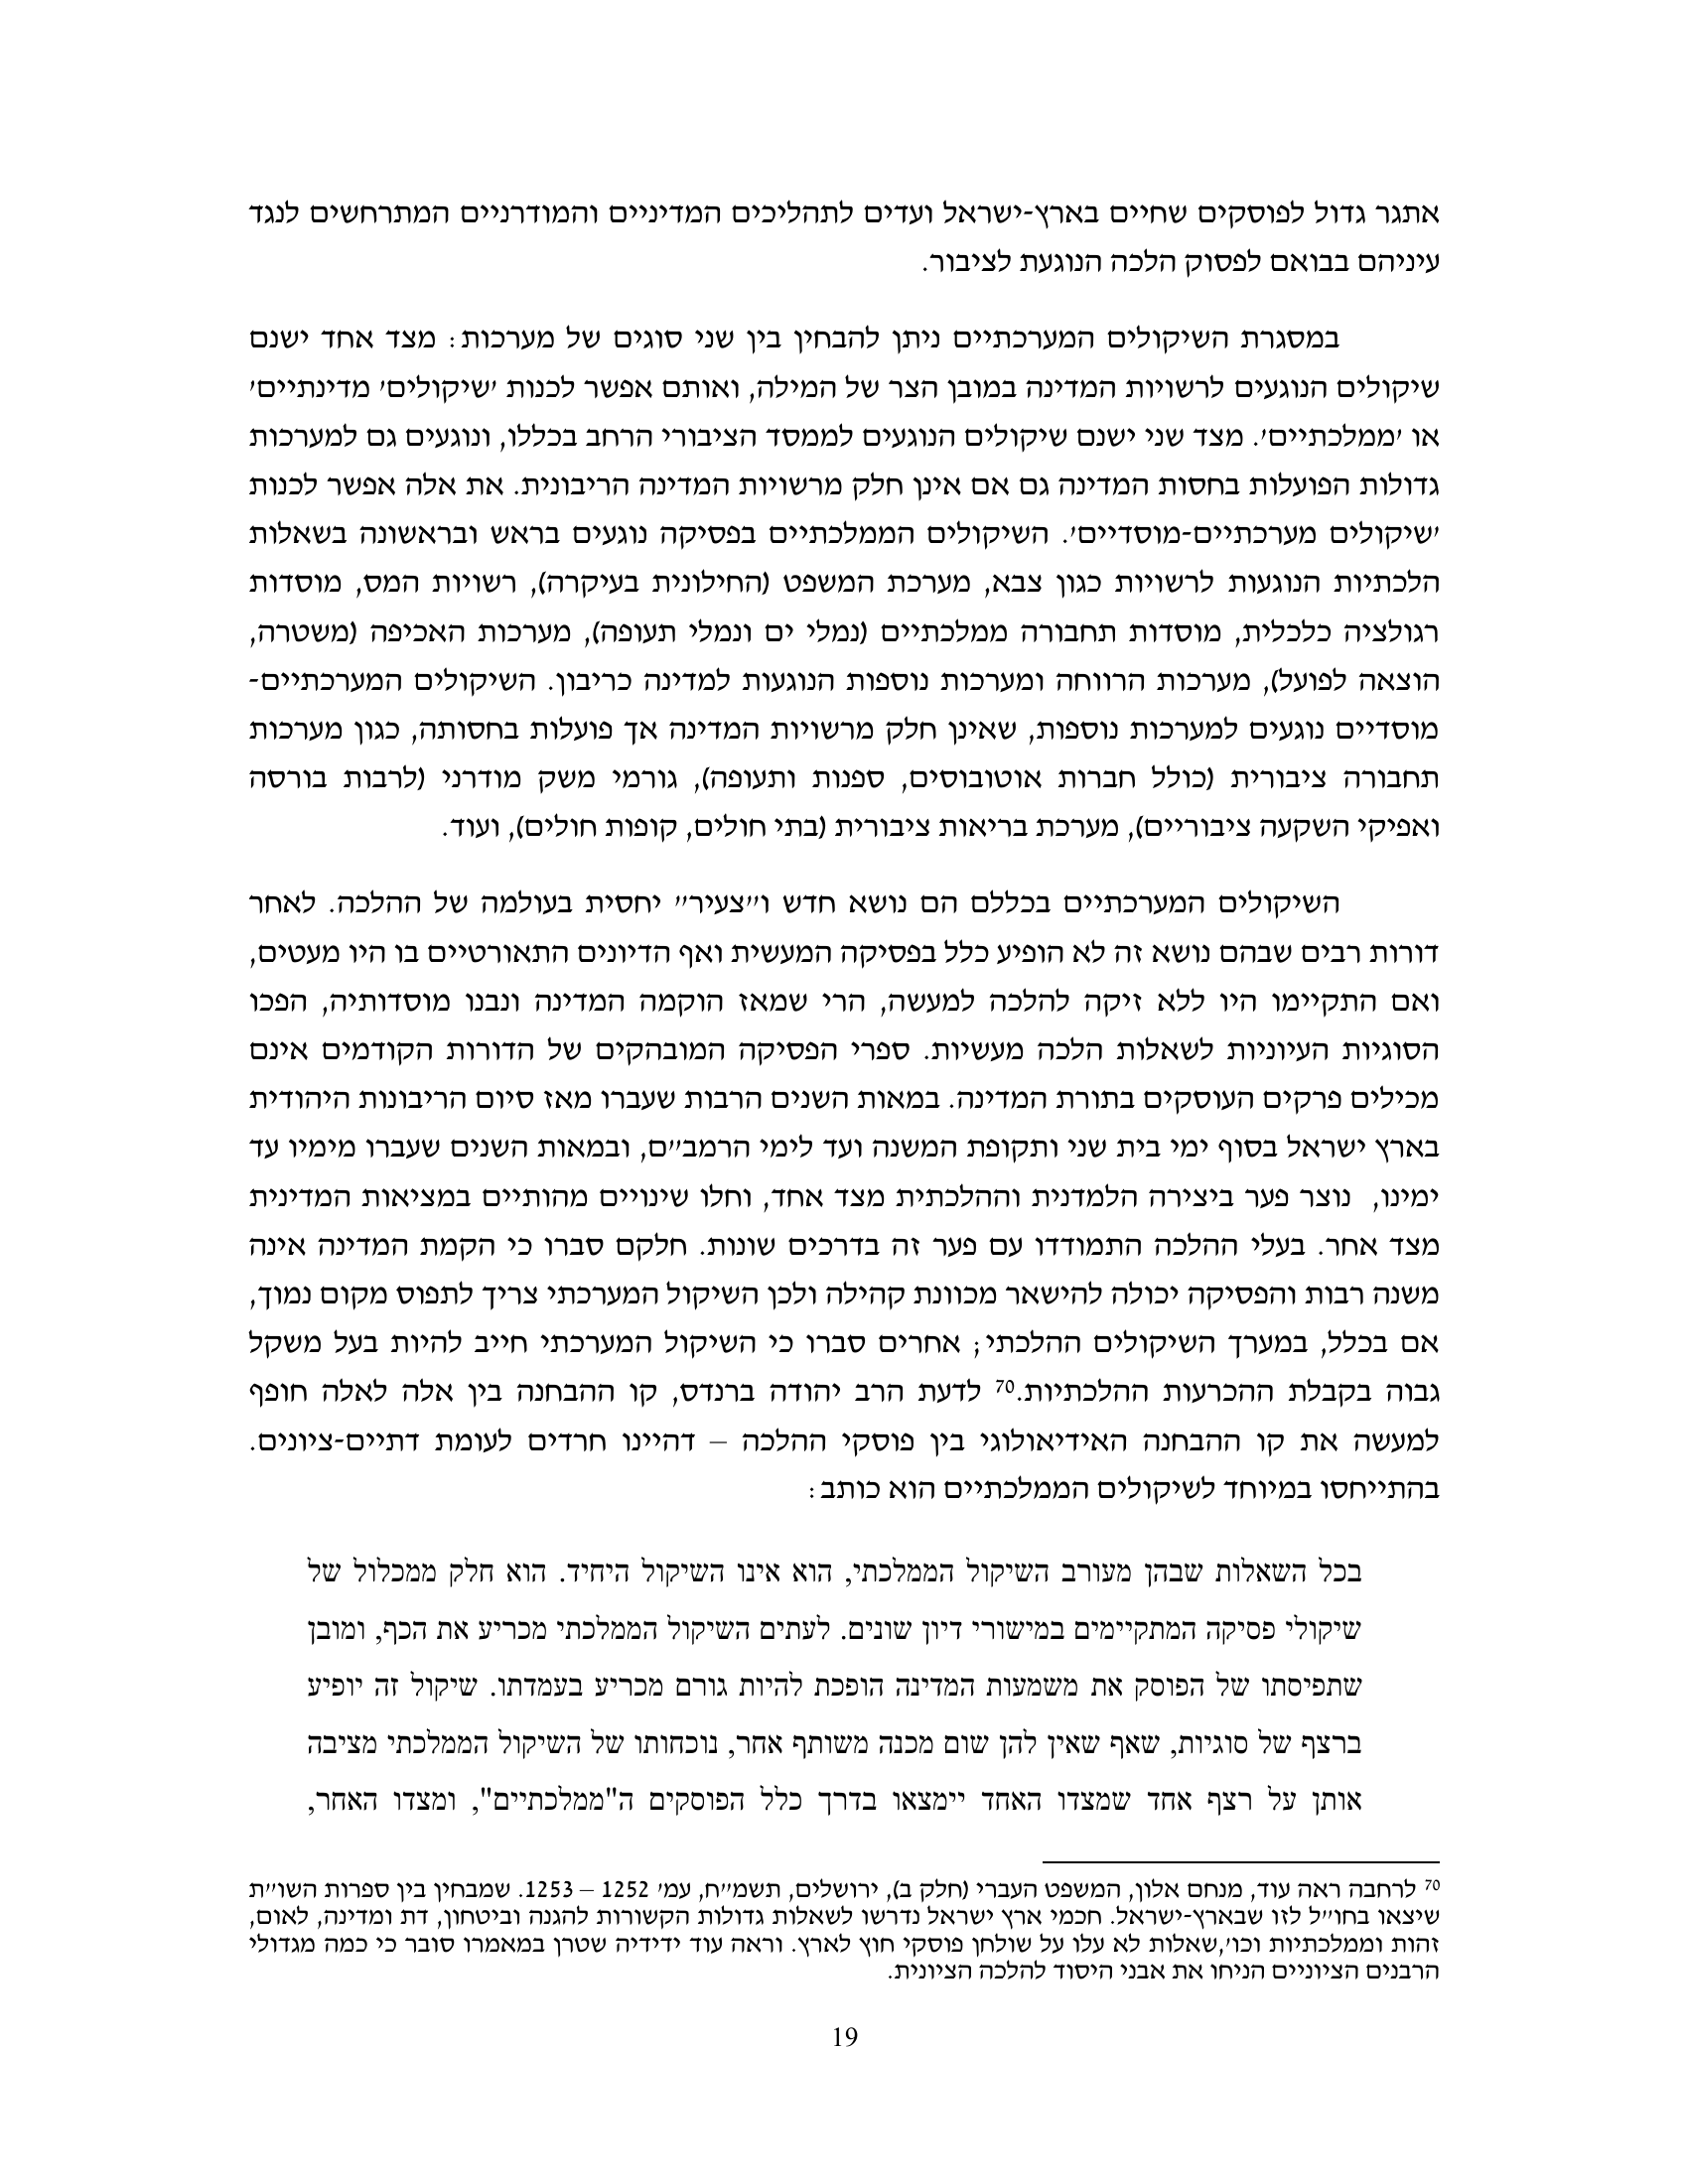 אתגר גדול לפוסקים שחיים בארץ-ישראל ועדים לתהליכים המדיניים והמודרניים המתרחשים לנגד
עיניהם בבואם לפסוק הלכה הנוגעת לציבור.
במסגרת השיקולים המערכתיים ניתן להבחין בין שני סוגים של מערכות: מצד אחד ישנם
שיקולים הנוגעים לרשויות המדינה במובן הצר של המילה, ואותם אפשר לכנות 'שיקולים' מדינתיים'
או 'ממלכתיים'. מצד שני ישנם שיקולים הנוגעים לממסד הציבורי הרחב בכללו, ונוגעים גם למערכות
גדולות הפועלות בחסות המדינה גם אם אינן חלק מרשויות המדינה הריבונית. את אלה אפשר לכנות
'שיקולים מערכתיים-מוסדיים'. השיקולים הממלכתיים בפסיקה נוגעים בראש ובראשונה בשאלות
הלכתיות הנוגעות לרשויות כגון צבא, מערכת המשפט (החילונית בעיקרה), רשויות המס, מוסדות
רגולציה כלכלית, מוסדות תחבורה ממלכתיים (נמלי ים ונמלי תעופה), מערכות האכיפה (משטרה,
הוצאה לפועל), מערכות הרווחה ומערכות נוספות הנוגעות למדינה כריבון. השיקולים המערכתיים-
מוסדיים נוגעים למערכות נוספות, שאינן חלק מרשויות המדינה אך פועלות בחסותה, כגון מערכות
תחבורה ציבורית (כולל חברות אוטובוסים, ספנות ותעופה), גורמי משק מודרני (לרבות בורסה
ואפיקי השקעה ציבוריים), מערכת בריאות ציבורית (בתי חולים, קופות חולים), ועוד.
השיקולים המערכתיים בכללם הם נושא חדש ו"צעיר" יחסית בעולמה של ההלכה. לאחר
דורות רבים שבהם נושא זה לא הופיע כלל בפסיקה המעשית ואף הדיונים התאורטיים בו היו מעטים,
ואם התקיימו היו ללא זיקה להלכה למעשה, הרי שמאז הוקמה המדינה ונבנו מוסדותיה, הפכו
הסוגיות העיוניות לשאלות הלכה מעשיות. ספרי הפסיקה המובהקים של הדורות הקודמים אינם
מכילים פרקים העוסקים בתורת המדינה. במאות השנים הרבות שעברו מאז סיום הריבונות היהודית
בארץ ישראל בסוף ימי בית שני ותקופת המשנה ועד לימי הרמב"ם, ובמאות השנים שעברו מימיו עד
ימינו, נוצר פער ביצירה הלמדנית וההלכתית מצד אחד, וחלו שינויים מהותיים במציאות המדינית
מצד אחר. בעלי ההלכה התמודדו עם פער זה בדרכים שונות. חלקם סברו כי הקמת המדינה אינה
משנה רבות והפסיקה יכולה להישאר מכוונת קהילה ולכן השיקול המערכתי צריך לתפוס מקום נמוך,
אם בכלל, במערך השיקולים ההלכתי; אחרים סברו כי השיקול המערכתי חייב להיות בעל משקל
גבוה בקבלת ההכרעות ההלכתיות.70 לדעת הרב יהודה ברנדס, קו ההבחנה בין אלה לאלה חופף
למעשה את קו ההבחנה האידיאולוגי בין פוסקי ההלכה – דהיינו חרדים לעומת דתיים-ציונים.
בהתייחסו במיוחד לשיקולים הממלכתיים הוא כותב:
בכל השאלות שבהן מעורב השיקול הממלכתי, הוא אינו השיקול היחיד. הוא חלק ממכלול של
שיקולי פסיקה המתקיימים במישורי דיון שונים. לעתים השיקול הממלכתי מכריע את הכף, ומובן
שתפיסתו של הפוסק את משמעות המדינה הופכת להיות גורם מכריע בעמדתו. שיקול זה יופיע
ברצף של סוגיות, שאף שאין להן שום מכנה משותף אחר, נוכחותו של השיקול הממלכתי מציבה
אותן על רצף אחד שמצדו האחד יימצאו בדרך כלל הפוסקים ה"ממלכתיים", ומצדו האחר,
70 לרחבה ראה עוד, מנחם אלון, המשפט העברי (חלק ב), ירושלים, תשמ"ח, עמ' 1252 – 1253. שמבחין בין ספרות השו"ת
שיצאו בחו"ל לזו שבארץ-ישראל. חכמי ארץ ישראל נדרשו לשאלות גדולות הקשורות להגנה וביטחון, דת ומדינה, לאום,
זהות וממלכתיות וכו',שאלות לא עלו על שולחן פוסקי חוץ לארץ. וראה עוד ידידיה שטרן במאמרו סובר כי כמה מגדולי
הרבנים הציוניים הניחו את אבני היסוד להלכה הציונית.
19